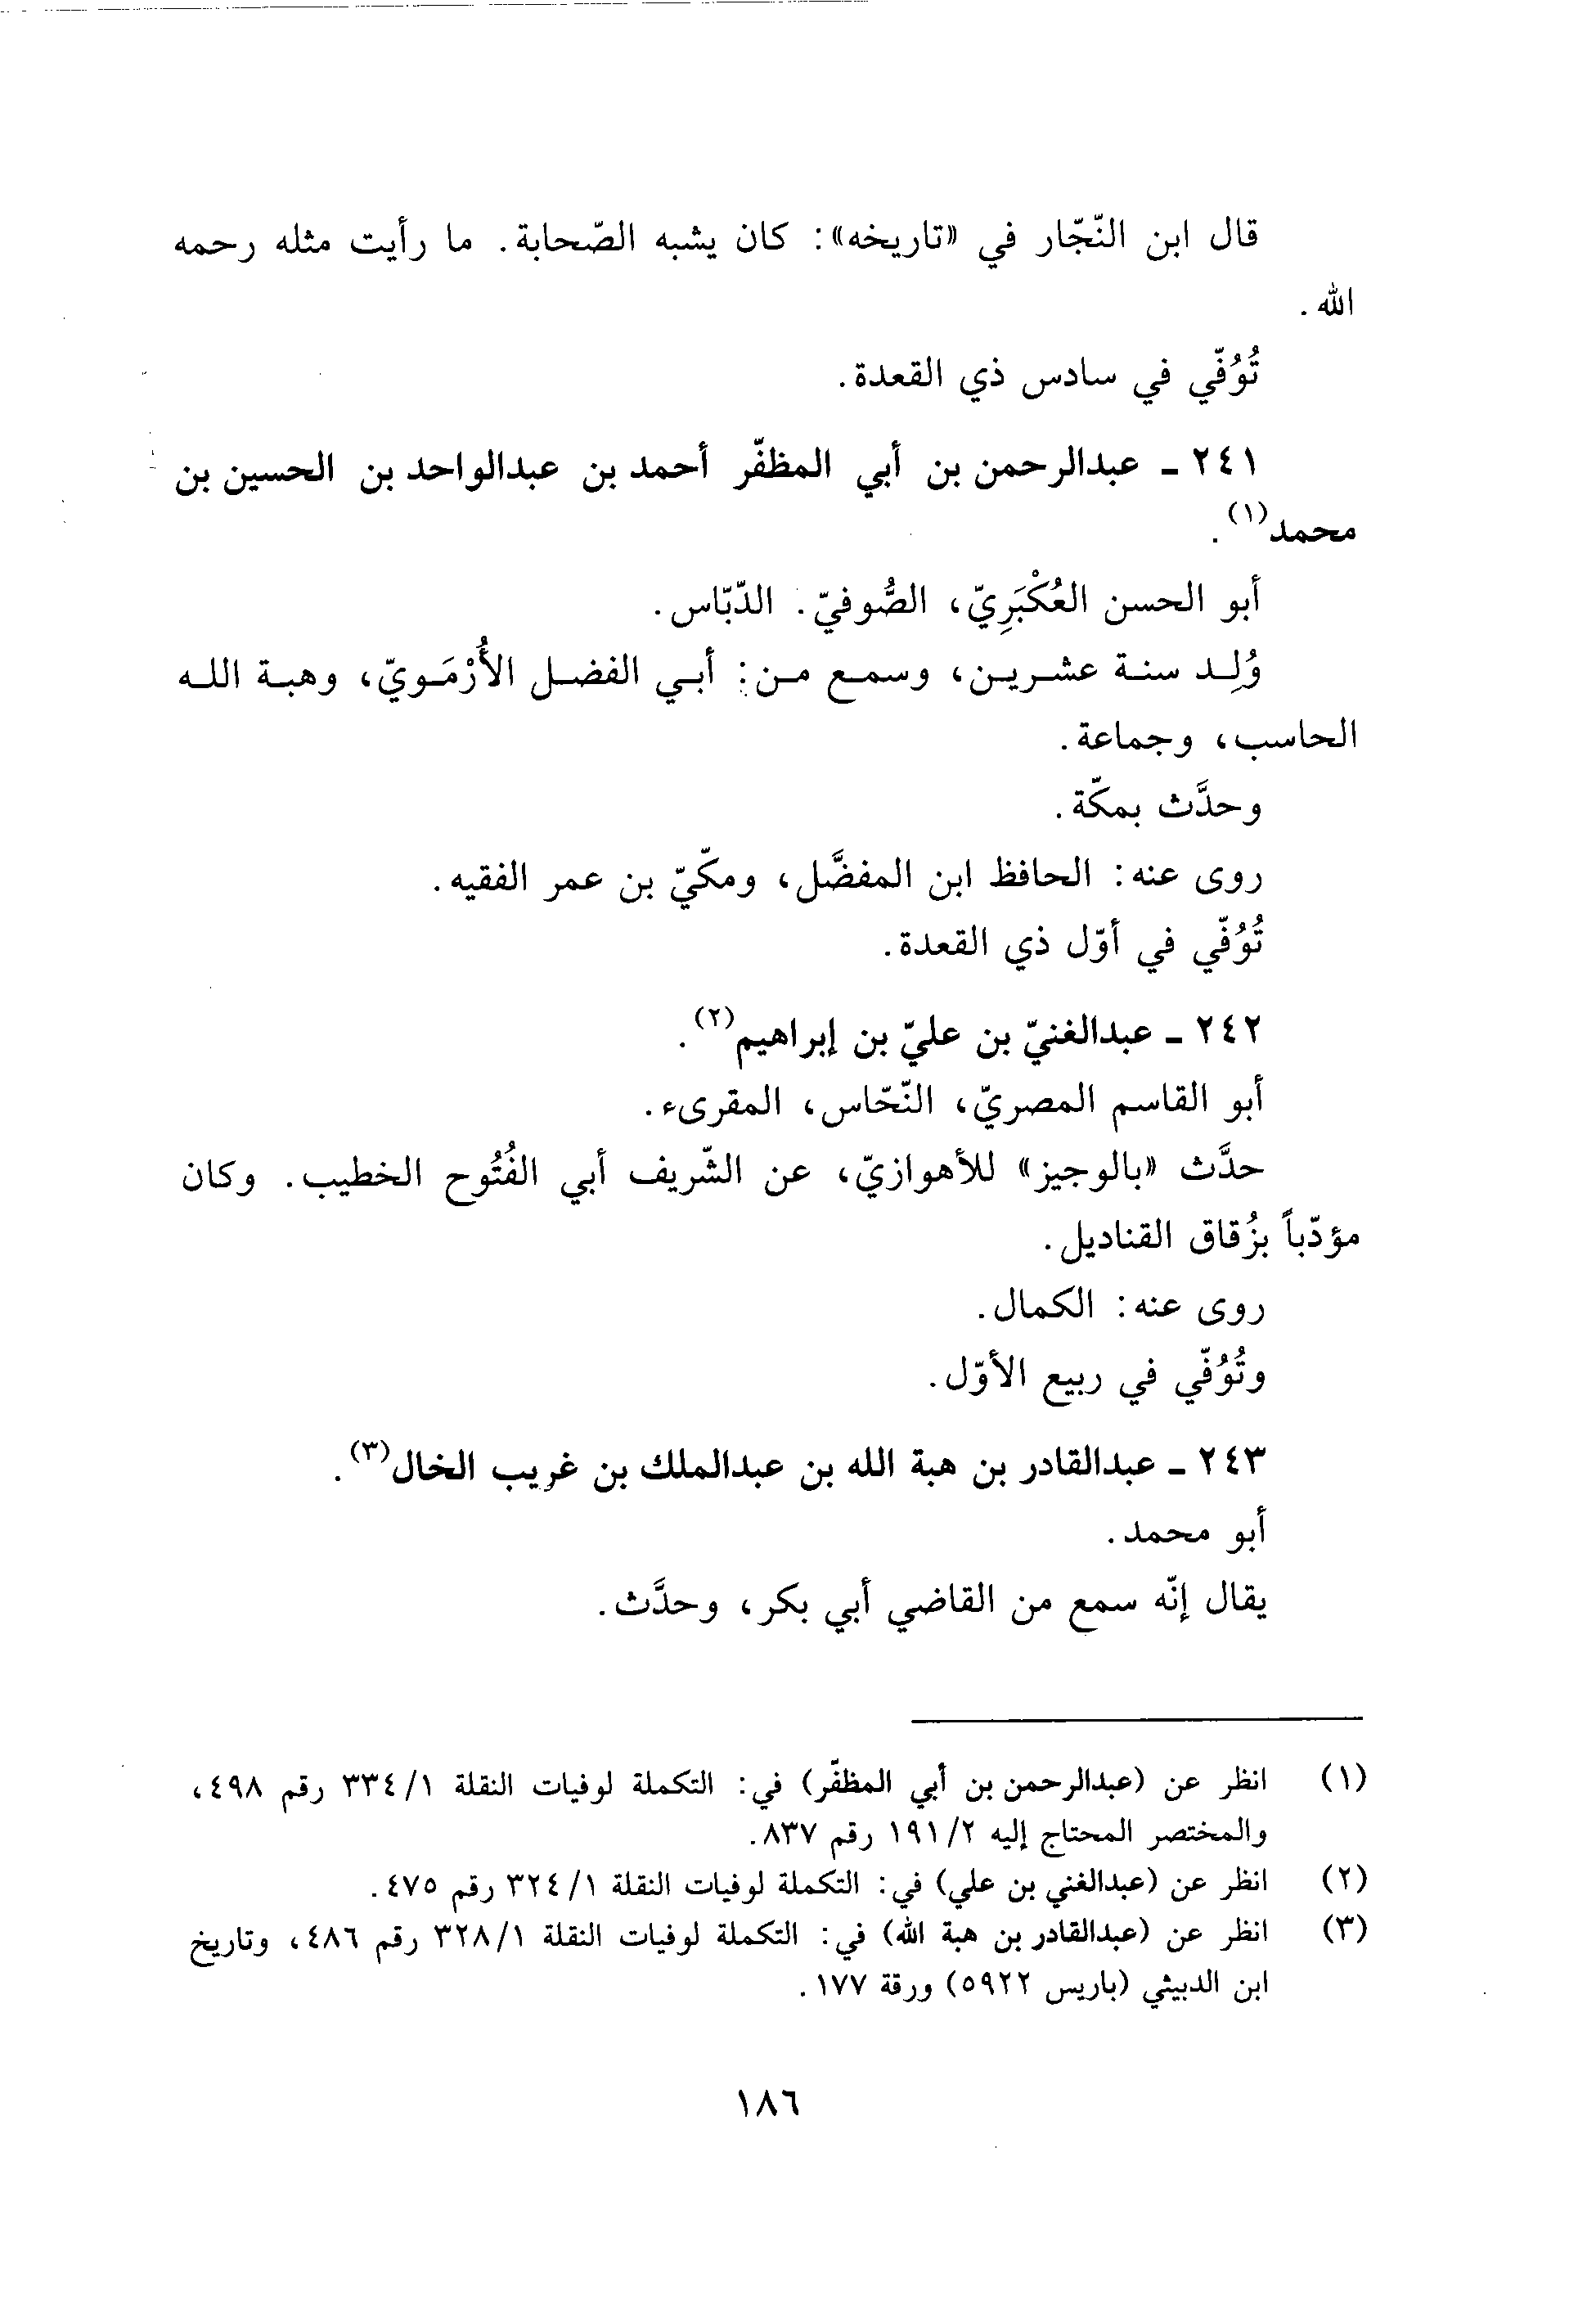 قال ابن النّجّار في «تاريخه»: كان يشبه الصّحابة. ما رأيت مثله رحمه
الله.
تُوُفّي في سادس ذي القعدة.
٢٤١ ـ عبدالرحمن بن أبي المظفّر أحمد بن عبدالواحد بن الحسين بن
محمد(١).
أبو الحسن العُكْبَرِيّ، الصُّوفيّ. الدّبّاس.
وُلِد سنة عشرين، وسمع من: أبي الفضل الأُرْمَويّ، وهبة الله
الحاسب، وجماعة.
وحدَّث بمكّة.
روى عنه: الحافظ ابن المفضَّل، ومكّيّ بن عمر الفقيه.
تُوُفّي في أوّل ذي القعدة.
٢٤٢ ـ عبدالغنيّ بن عليّ بن إبراهيم(٢).
أبو القاسم المصريّ، النّحّاس، المقرىء.
حدَّث «بالوجيز» للأهوازيّ، عن الشّريف أبي الفُتُوح الخطيب. وكان
مؤدّباً بزُقاق القناديل.
روى عنه: الكمال.
وتُوُفّي في ربيع الأوّل.
٢٤٣ ـ عبدالقادر بن هبة الله بن عبدالملك بن غريب الخال(٣).
أبو محمد.
يقال إنّه سمع من القاضي أبي بكر، وحدَّث.
(١) انظر عن (عبدالرحمن بن أبي المظفّر) في: التكملة لوفيات النقلة ١/ ٣٣٤ رقم ٤٩٨،
والمختصر المحتاج إليه ٢/ ١٩١ رقم ٨٣٧.
(٢) انظر عن (عبدالغني بن علي) في: التكملة لوفيات النقلة ١/ ٣٢٤ رقم ٤٧٥.
(٣) انظر عن (عبدالقادر بن هبة الله) في: التكملة لوفيات النقلة ١/ ٣٢٨ رقم ٤٨٦، وتاريخ
ابن الدبيثي (باريس ٥٩٢٢) ورقة ١٧٧.
١٨٦